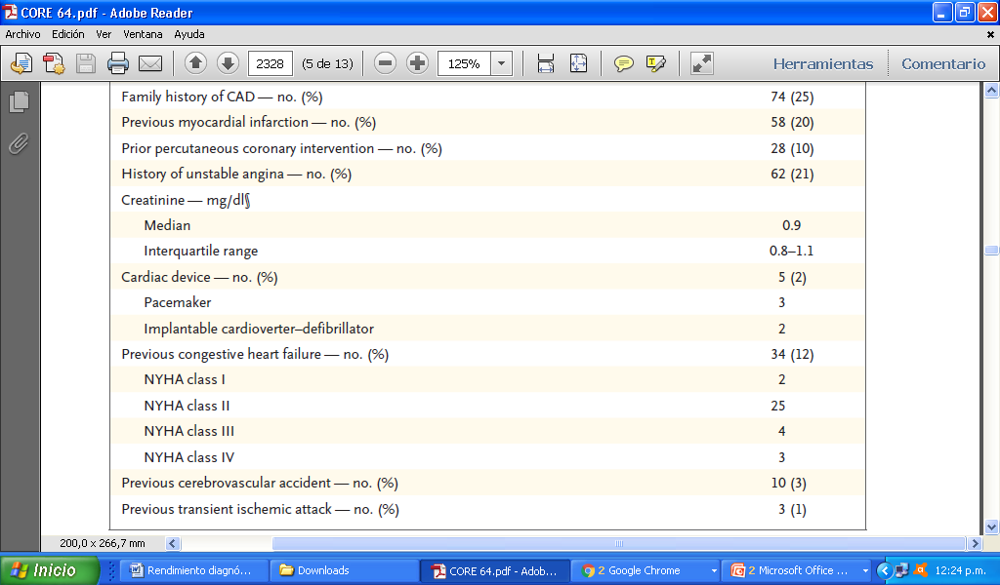 CORE 64.pdf - Adobe Reader
Archivo Edición Ver Ventana Ayuda
2328 (5 de 13) 125% Herramientas Comentario
Family history of CAD — no. (%) 74 (25)
Previous myocardial infarction — no. (%) 58 (20)
Prior percutaneous coronary intervention — no. (%) 28 (10)
History of unstable angina — no. (%) 62 (21)
Creatinine — mg/dl§
Median 0.9
Interquartile range 0.8–1.1
Cardiac device — no. (%) 5 (2)
Pacemaker 3
Implantable cardioverter–defibrillator 2
Previous congestive heart failure — no. (%) 34 (12)
NYHA class I 2
NYHA class II 25
NYHA class III 4
NYHA class IV 3
Previous cerebrovascular accident — no. (%) 10 (3)
Previous transient ischemic attack — no. (%) 3 (1)
200,0 x 266,7 mm
Inicio Rendimiento diagnó... Downloads CORE 64.pdf - Adob... 2 Google Chrome 2 Microsoft Office ... 12:24 p.m.